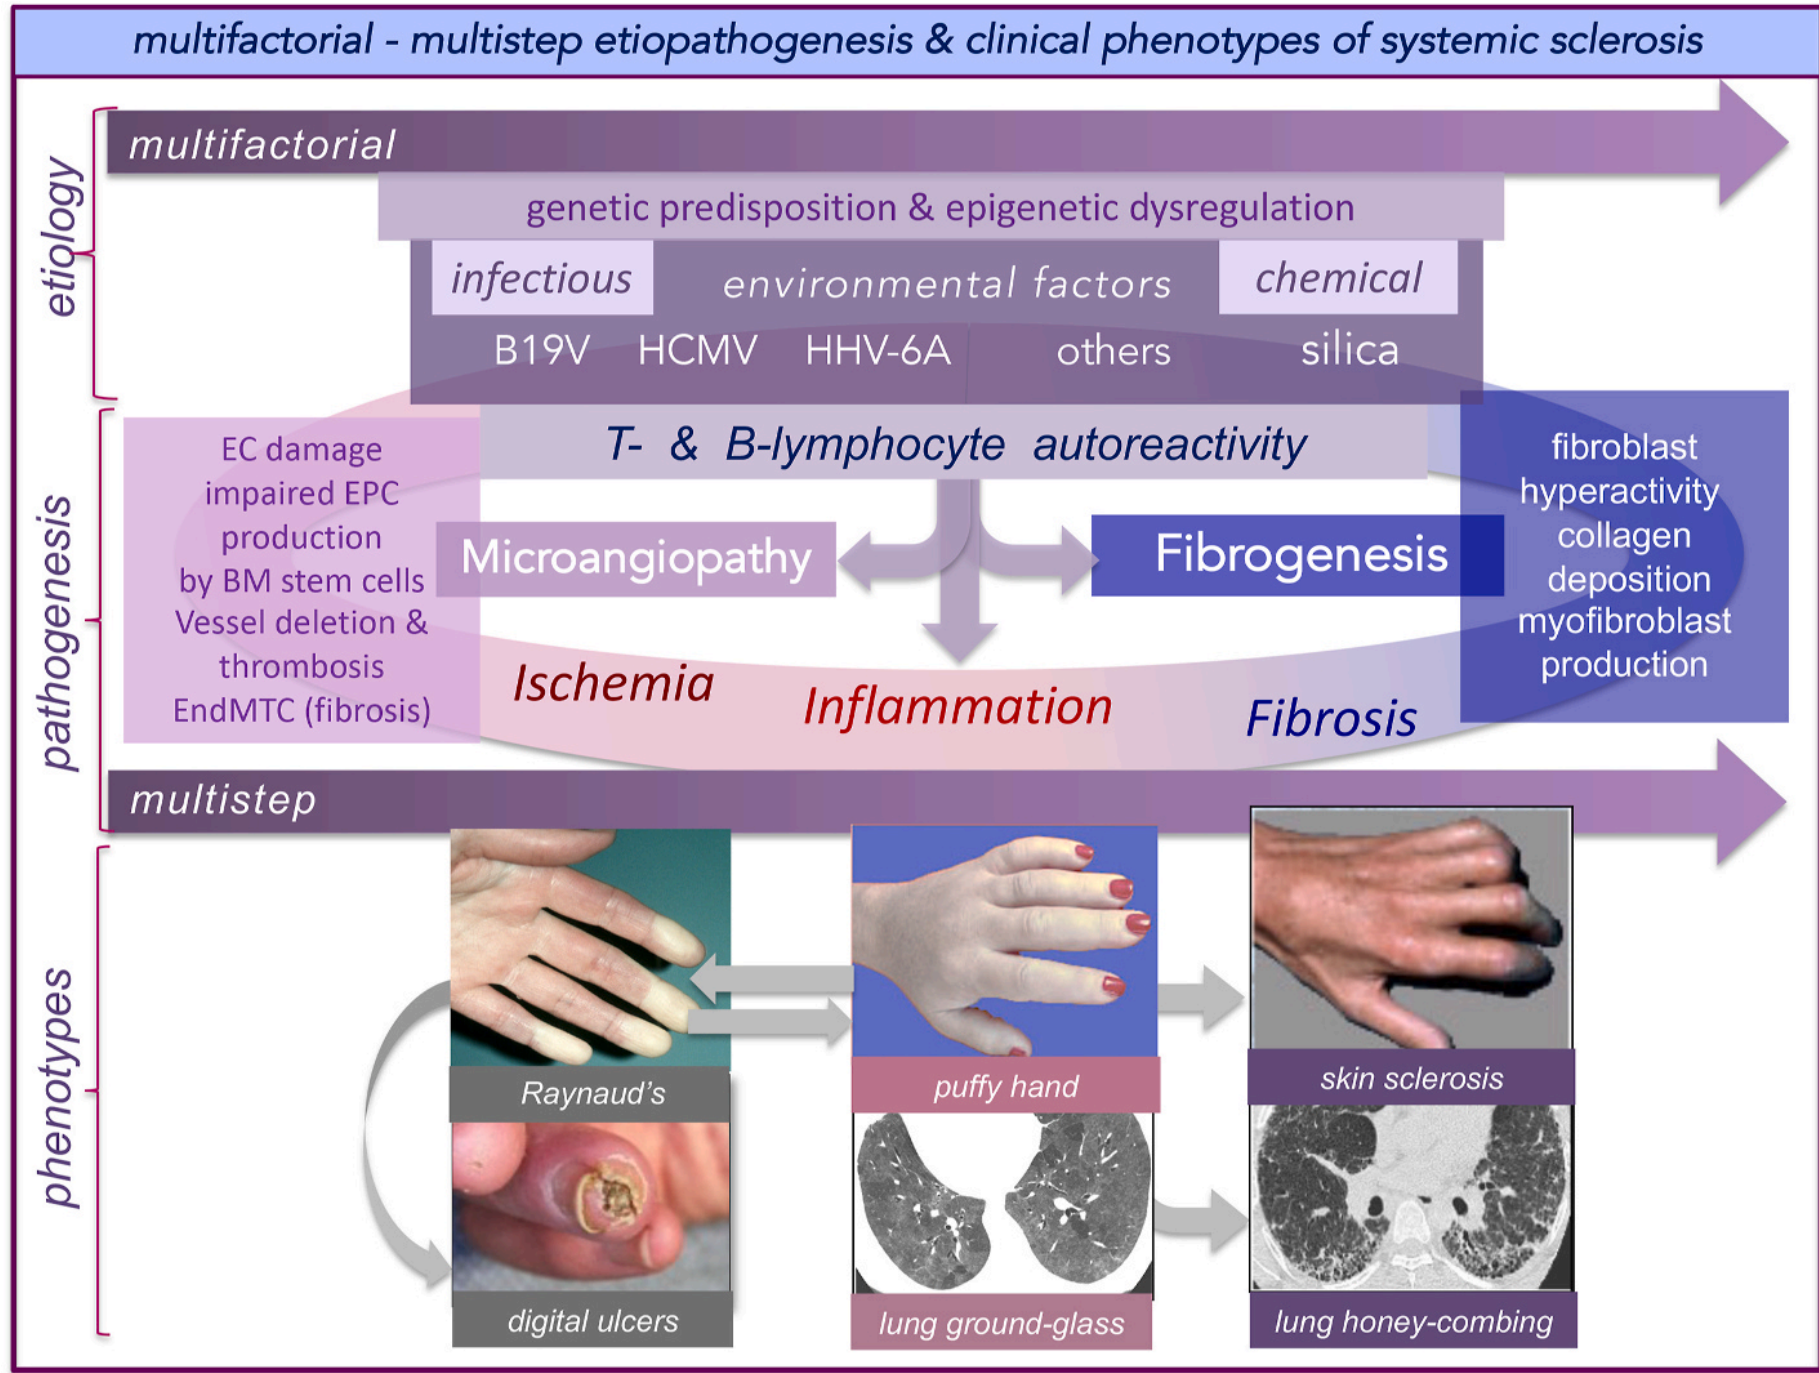 multifactorial - multistep etiopathogenesis & clinical phenotypes of systemic sclerosis
etiology
multifactorial
genetic predisposition & epigenetic dysregulation
infectious
environmental factors
chemical
B19V HCMV HHV-6A others silica
pathogenesis
T- & B-lymphocyte autoreactivity
EC damage
impaired EPC
production
by BM stem cells
Vessel deletion &
thrombosis
EndMTC (fibrosis)
Microangiopathy
Fibrogenesis
fibroblast
hyperactivity
collagen
deposition
myofibroblast
production
Ischemia
Inflammation
Fibrosis
multistep
phenotypes
Raynaud's
puffy hand
skin sclerosis
digital ulcers
lung ground-glass
lung honey-combing